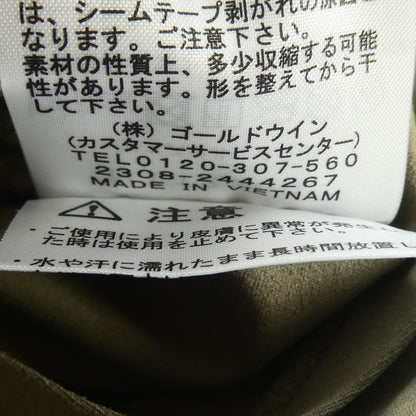 は、シームテープ剥がれの原因と
なります。ご注意下さい。
素材の性質上、多少収縮する可能
性があります。形を整えてから干
して下さい。
(株) ゴールドウイン
(カスタマーサービスセンター)
TEL0120-307-560
2308-2444267
MADE IN VIETNAM
注意
・ご使用により皮膚に異常が発生し
た時は使用を止めて下さい。
・水や汗に濡れたまま長時間放置し